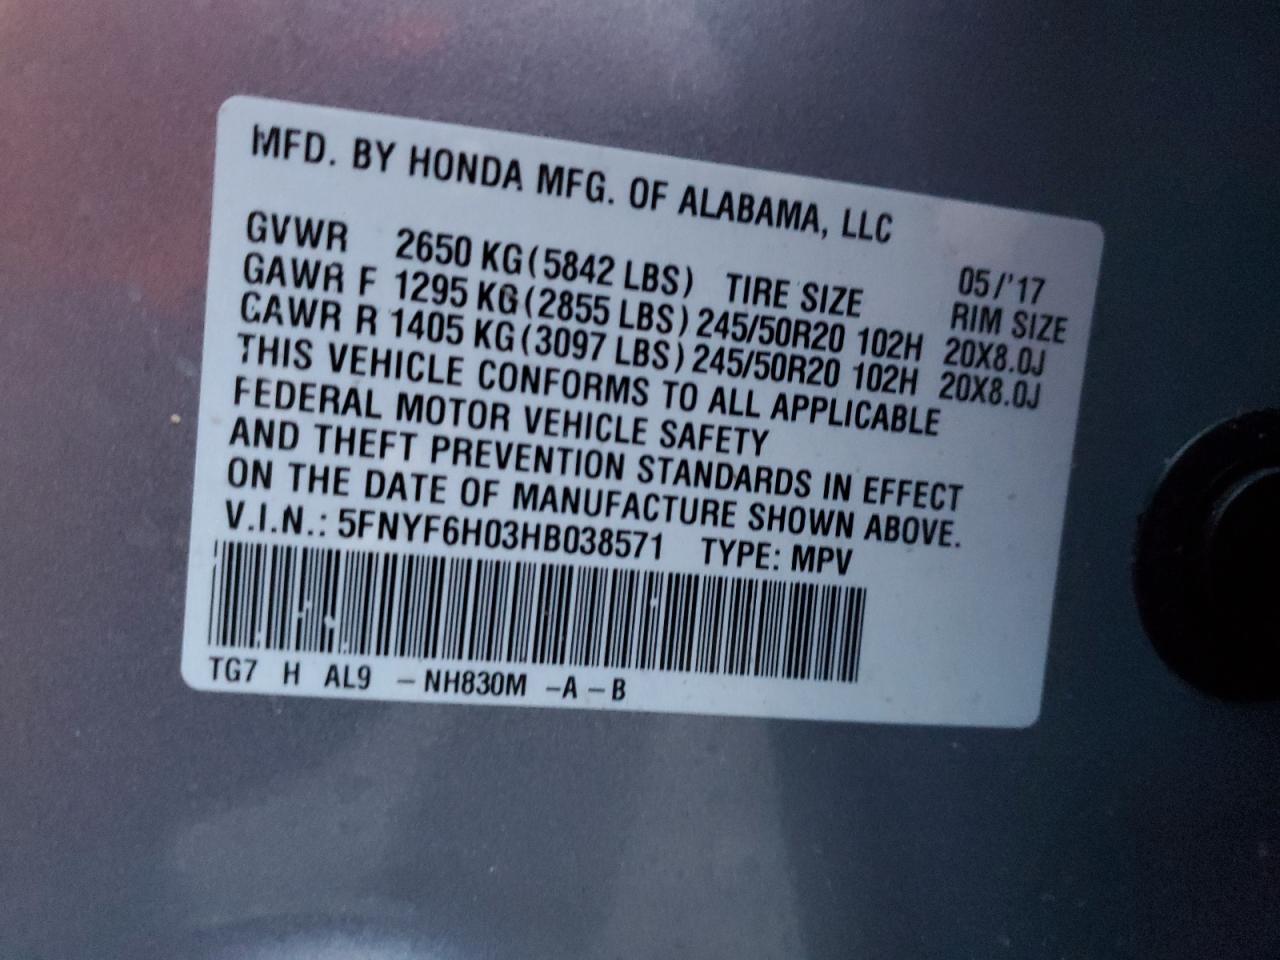 MFD. BY HONDA MFG. OF ALABAMA, LLC
05/'17
GVWR 2650 KG(5842 LBS) TIRE SIZE RIM SIZE
GAWR F 1295 KG(2855 LBS) 245/50R20 102H 20X8.0J
GAWR R 1405 KG(3097 LBS) 245/50R20 102H 20X8.0J
THIS VEHICLE CONFORMS TO ALL APPLICABLE
FEDERAL MOTOR VEHICLE SAFETY
AND THEFT PREVENTION STANDARDS IN EFFECT
ON THE DATE OF MANUFACTURE SHOWN ABOVE.
V.I.N.: 5FNYF6H03HB038571 TYPE: MPV
TG7 H AL9 –NH830M –A –B